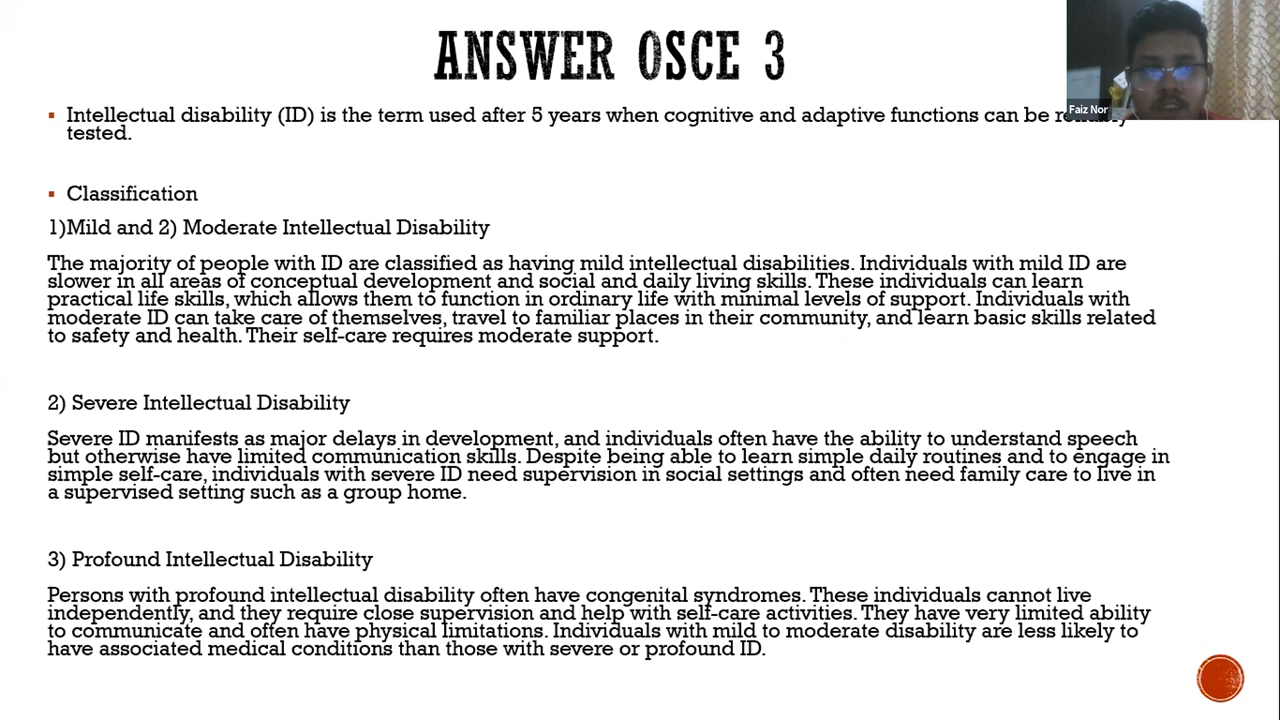 ANSWER OSCE 3
Faiz Nor
▪ Intellectual disability (ID) is the term used after 5 years when cognitive and adaptive functions can be reliably
tested.
▪ Classification
1)Mild and 2) Moderate Intellectual Disability
The majority of people with ID are classified as having mild intellectual disabilities. Individuals with mild ID are
slower in all areas of conceptual development and social and daily living skills. These individuals can learn
practical life skills, which allows them to function in ordinary life with minimal levels of support. Individuals with
moderate ID can take care of themselves, travel to familiar places in their community, and learn basic skills related
to safety and health. Their self-care requires moderate support.
2) Severe Intellectual Disability
Severe ID manifests as major delays in development, and individuals often have the ability to understand speech
but otherwise have limited communication skills. Despite being able to learn simple daily routines and to engage in
simple self-care, individuals with severe ID need supervision in social settings and often need family care to live in
a supervised setting such as a group home.
3) Profound Intellectual Disability
Persons with profound intellectual disability often have congenital syndromes. These individuals cannot live
independently, and they require close supervision and help with self-care activities. They have very limited ability
to communicate and often have physical limitations. Individuals with mild to moderate disability are less likely to
have associated medical conditions than those with severe or profound ID.